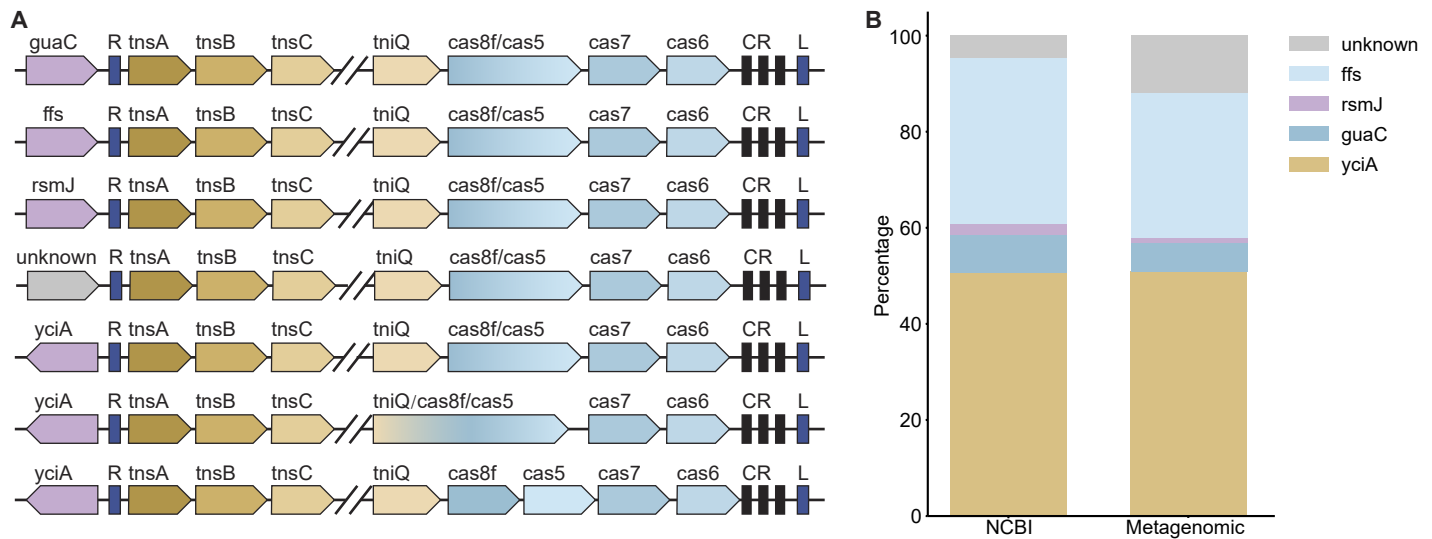 A
guaC R tnsA tnsB tnsC tniQ cas8f/cas5 cas7 cas6 CR L
ffs R tnsA tnsB tnsC tniQ cas8f/cas5 cas7 cas6 CR L
rsmJ R tnsA tnsB tnsC tniQ cas8f/cas5 cas7 cas6 CR L
unknown R tnsA tnsB tnsC tniQ cas8f/cas5 cas7 cas6 CR L
yciA R tnsA tnsB tnsC tniQ cas8f/cas5 cas7 cas6 CR L
yciA R tnsA tnsB tnsC tniQ/cas8f/cas5 cas7 cas6 CR L
yciA R tnsA tnsB tnsC tniQ cas8f cas5 cas7 cas6 CR L
B
Percentage
100
80
60
40
20
0
NCBI Metagenomic
unknown
ffs
rsmJ
guaC
yciA